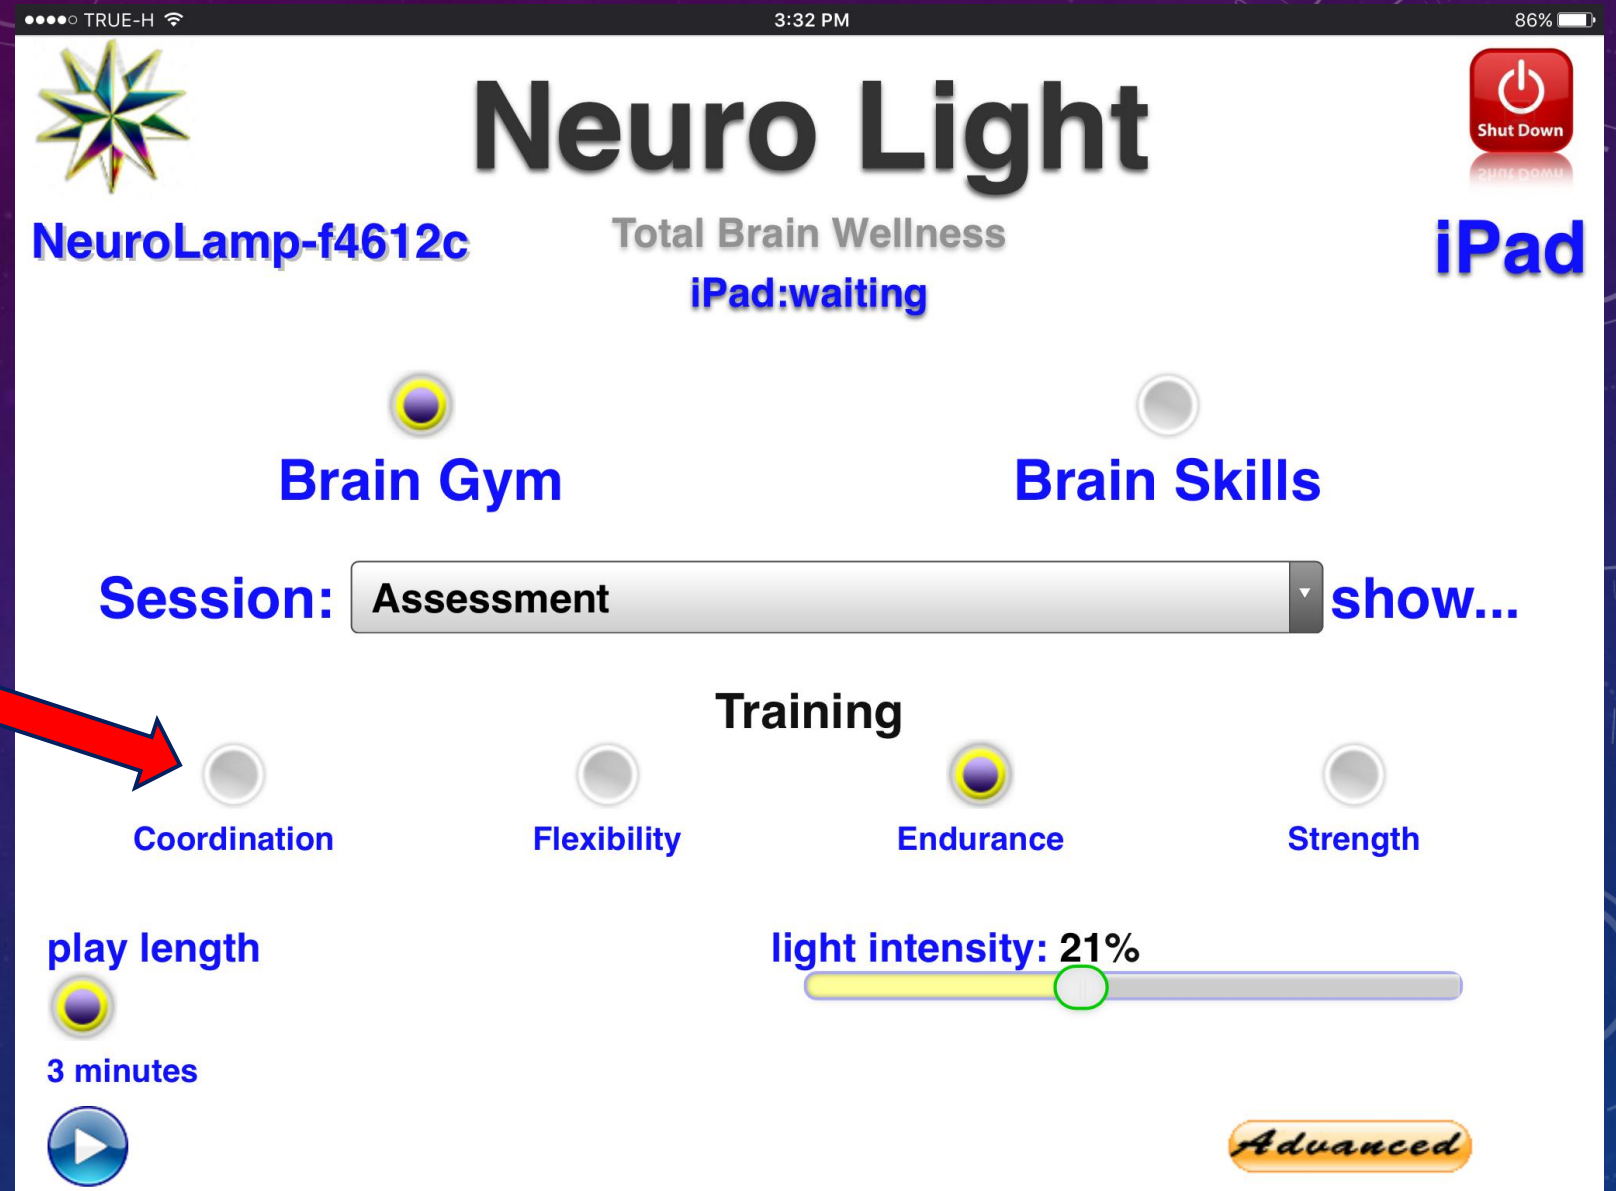 TRUE-H 3:32 PM 86%
Neuro Light
Shut Down
NeuroLamp-f4612c
Total Brain Wellness
iPad
iPad:waiting
Brain Gym Brain Skills
Session: Assessment show...
Training
Coordination Flexibility Endurance Strength
play length light intensity: 21%
3 minutes
Advanced